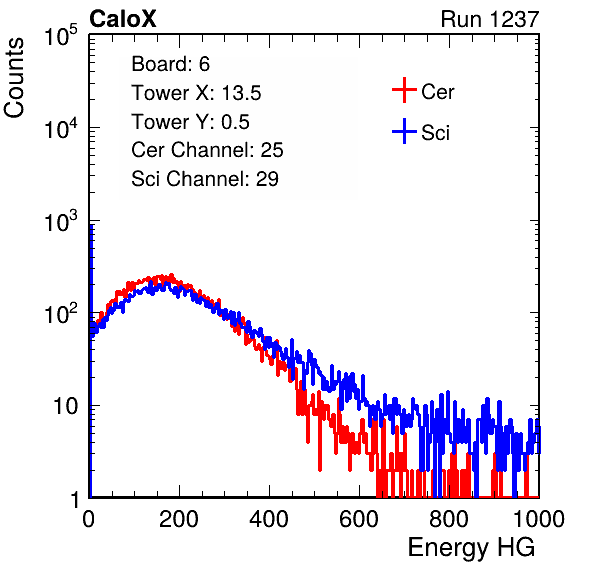 CaloX Run 1237
Counts
Board: 6
Tower X: 13.5
Tower Y: 0.5
Cer Channel: 25
Sci Channel: 29
Cer
Sci
10^5
10^4
10^3
10^2
10
1
0 200 400 600 800 1000
Energy HG